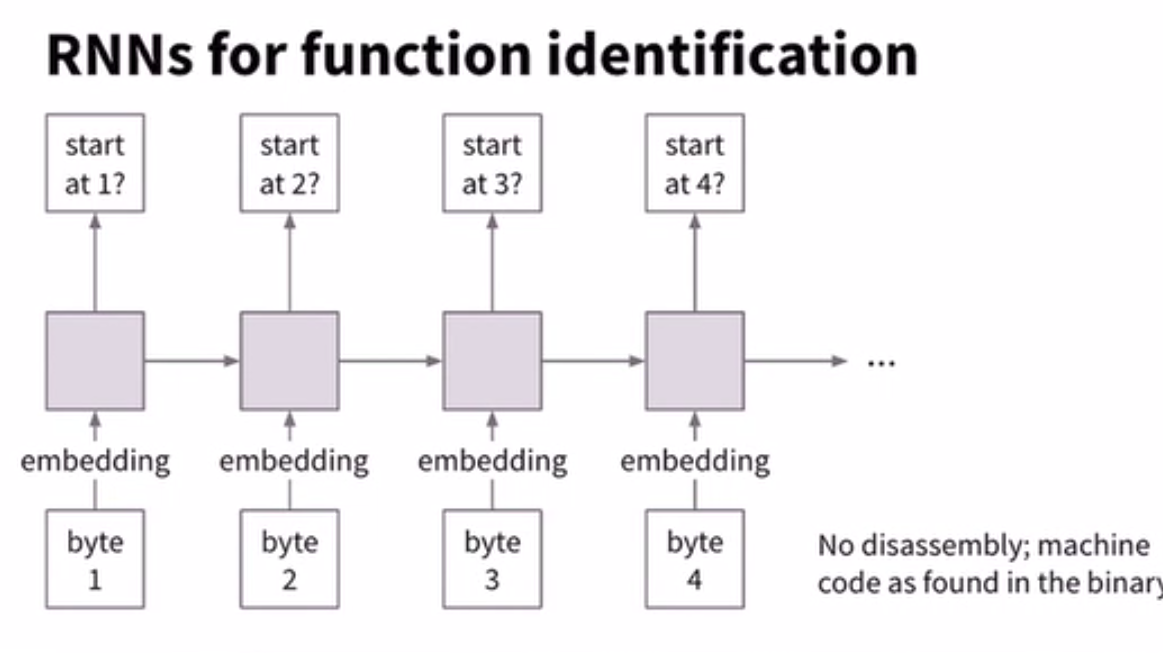 RNNs for function identification
start
at 1?
start
at 2?
start
at 3?
start
at 4?
...
embedding
embedding
embedding
embedding
byte
1
byte
2
byte
3
byte
4
No disassembly; machine
code as found in the binary